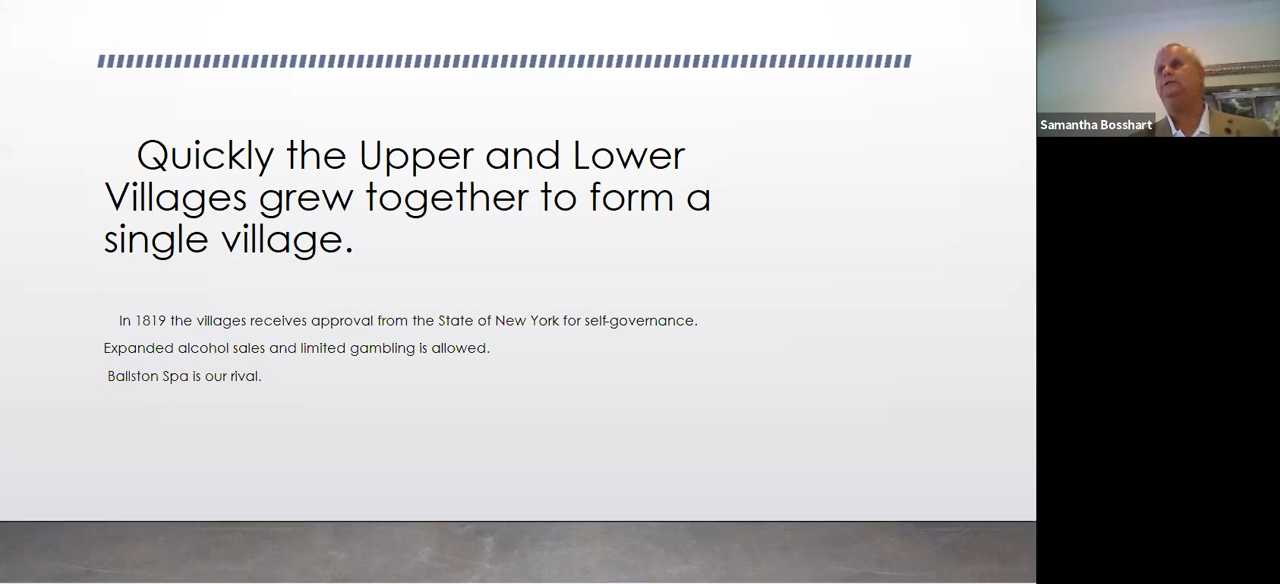 Quickly the Upper and Lower
Villages grew together to form a
single village.
In 1819 the villages receives approval from the State of New York for self-governance.
Expanded alcohol sales and limited gambling is allowed.
Ballston Spa is our rival.
Samantha Bosshart